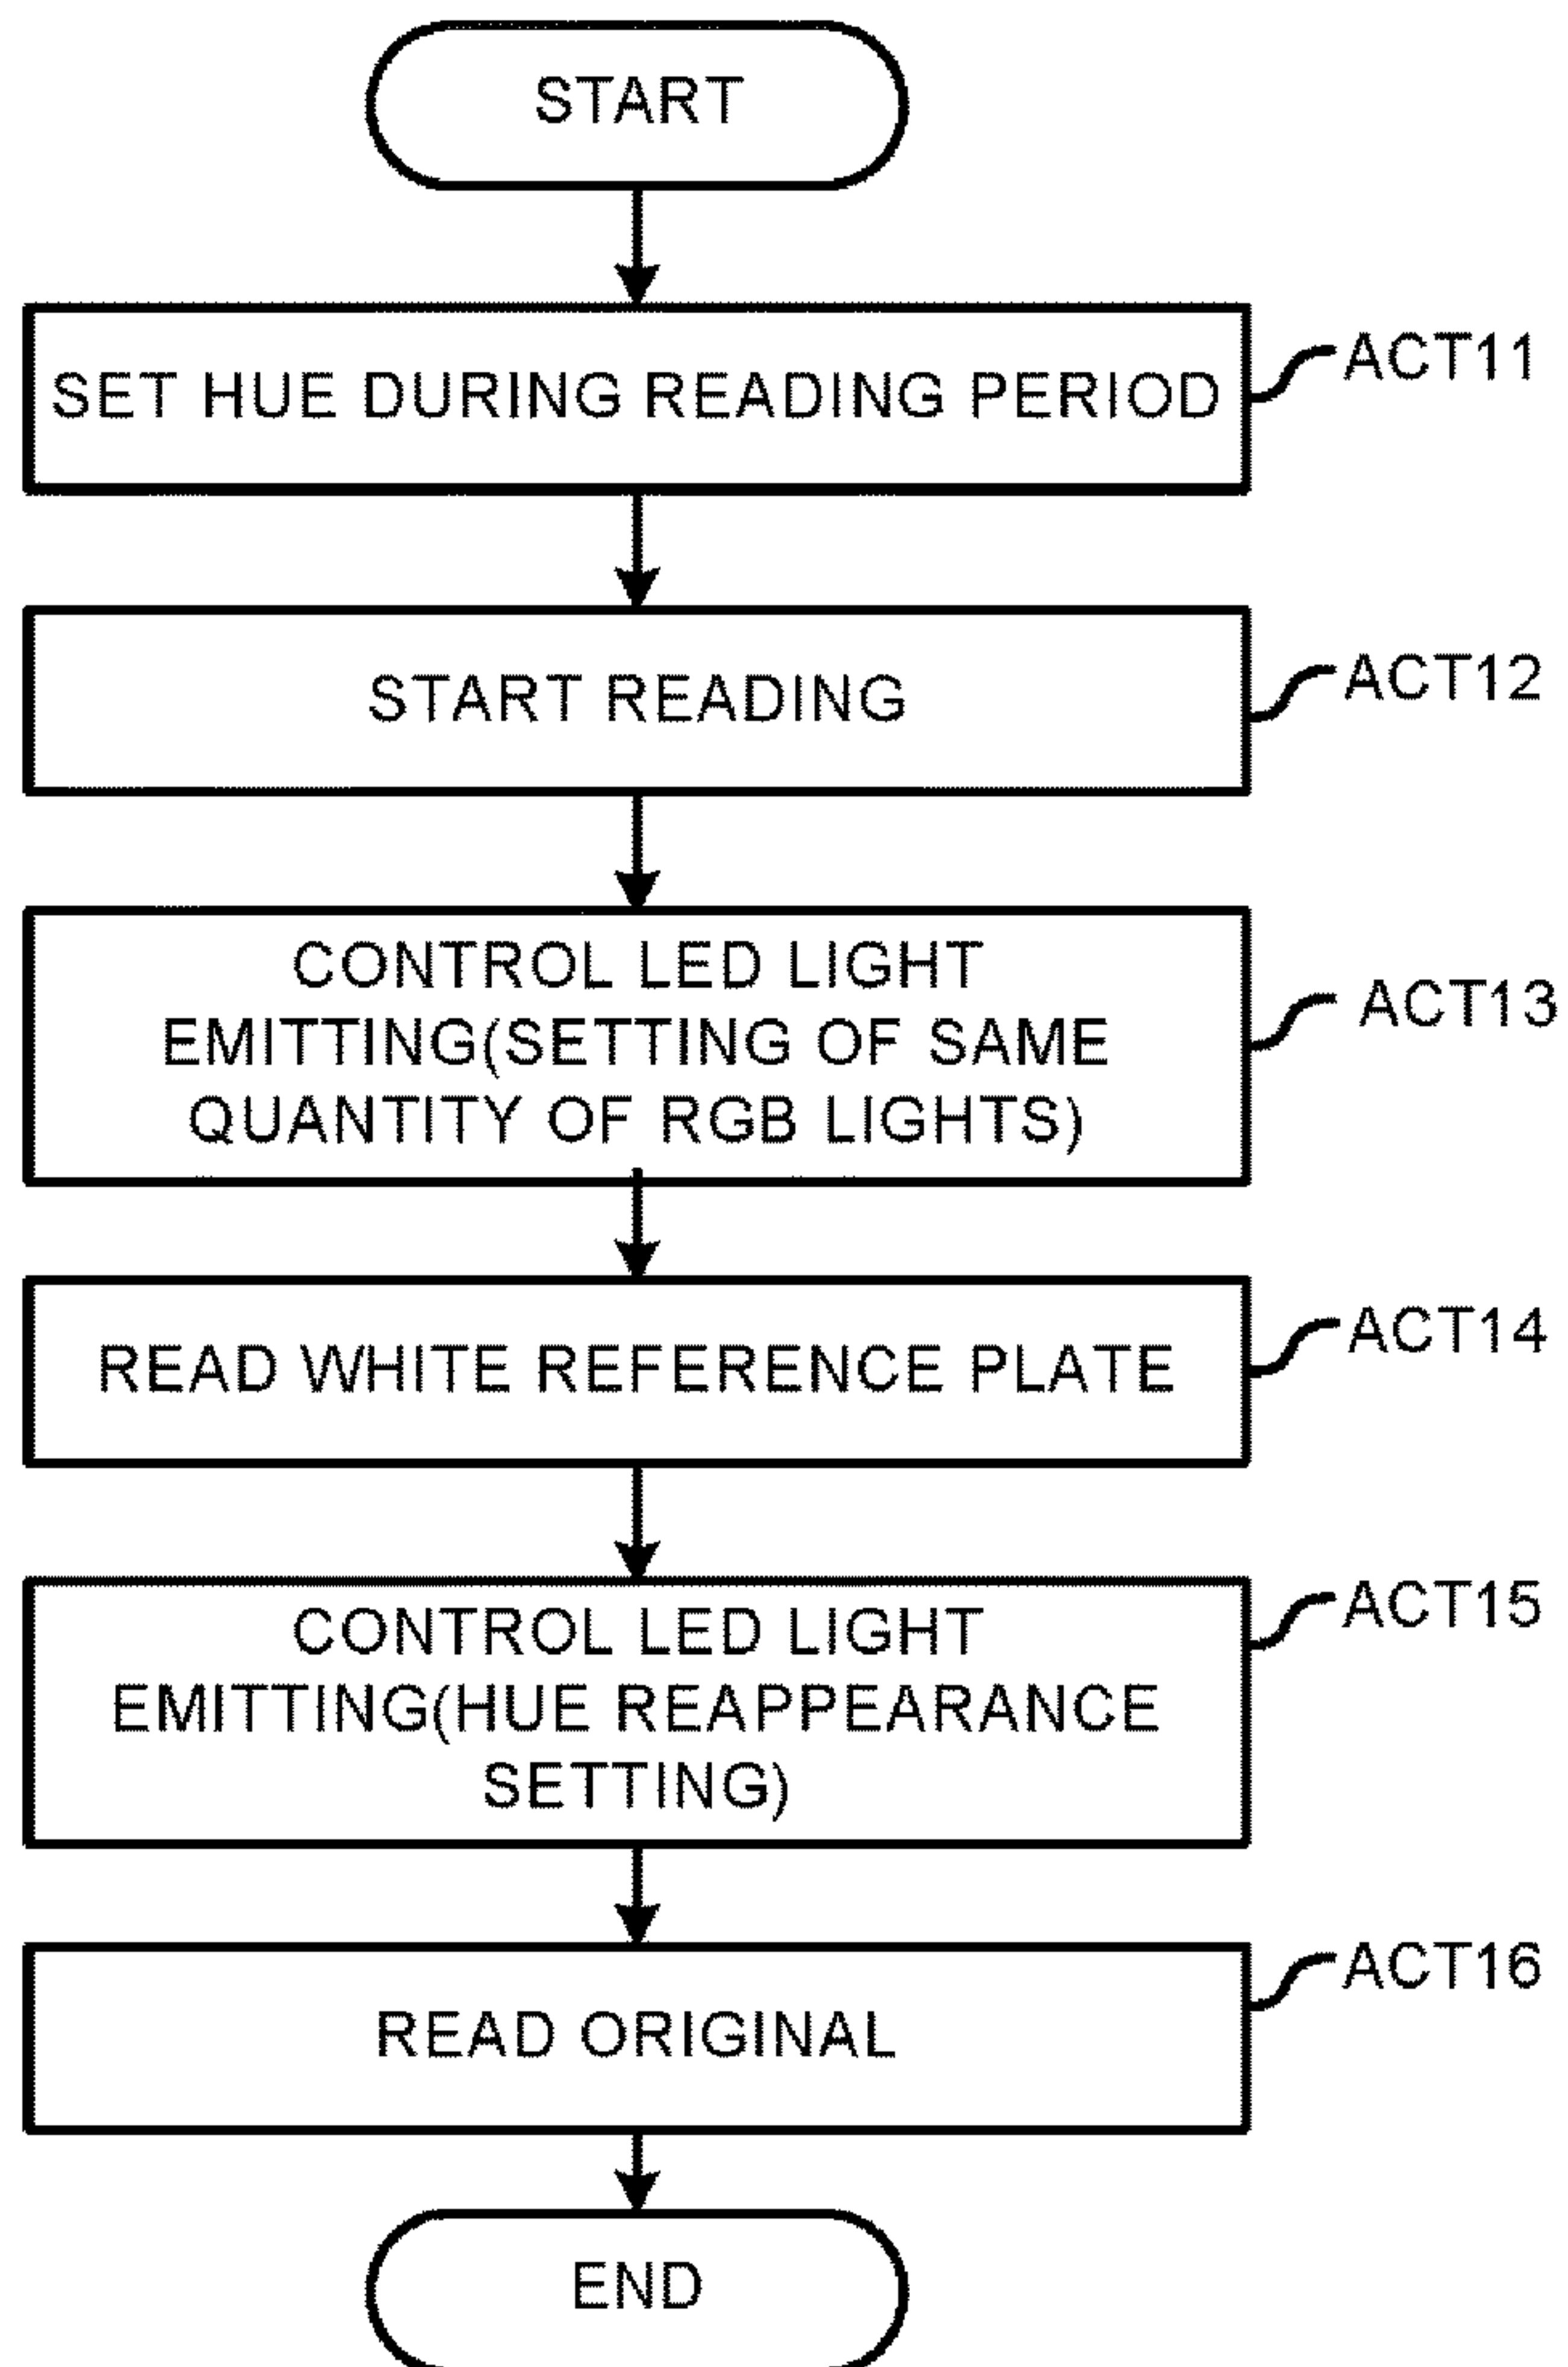 START
SET HUE DURING READING PERIOD
ACT11
START READING
ACT12
CONTROL LED LIGHT
EMITTING(SETTING OF SAME
QUANTITY OF RGB LIGHTS)
ACT13
READ WHITE REFERENCE PLATE
ACT14
CONTROL LED LIGHT
EMITTING(HUE REAPPEARANCE
SETTING)
ACT15
READ ORIGINAL
ACT16
END